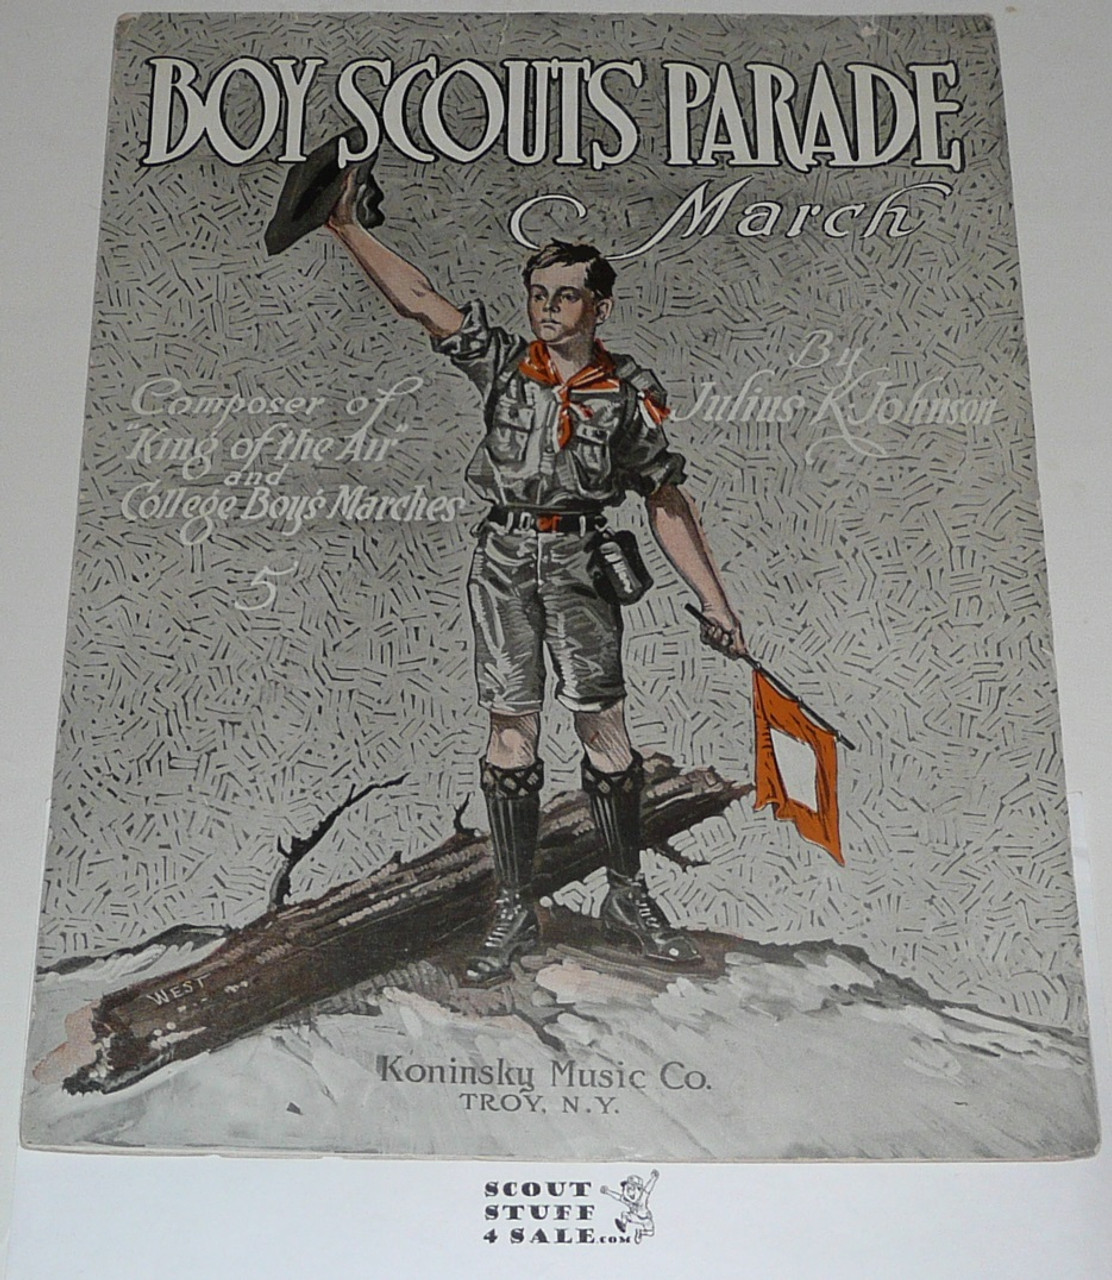 BOY SCOUTS PARADE
March
By
Julius K Johnson
Composer of
"King of the Air"
and
College Boy's Marches
5
WEST
Koninsky Music Co.
TROY, N.Y.
SCOUT
STUFF
4 SALE.COM